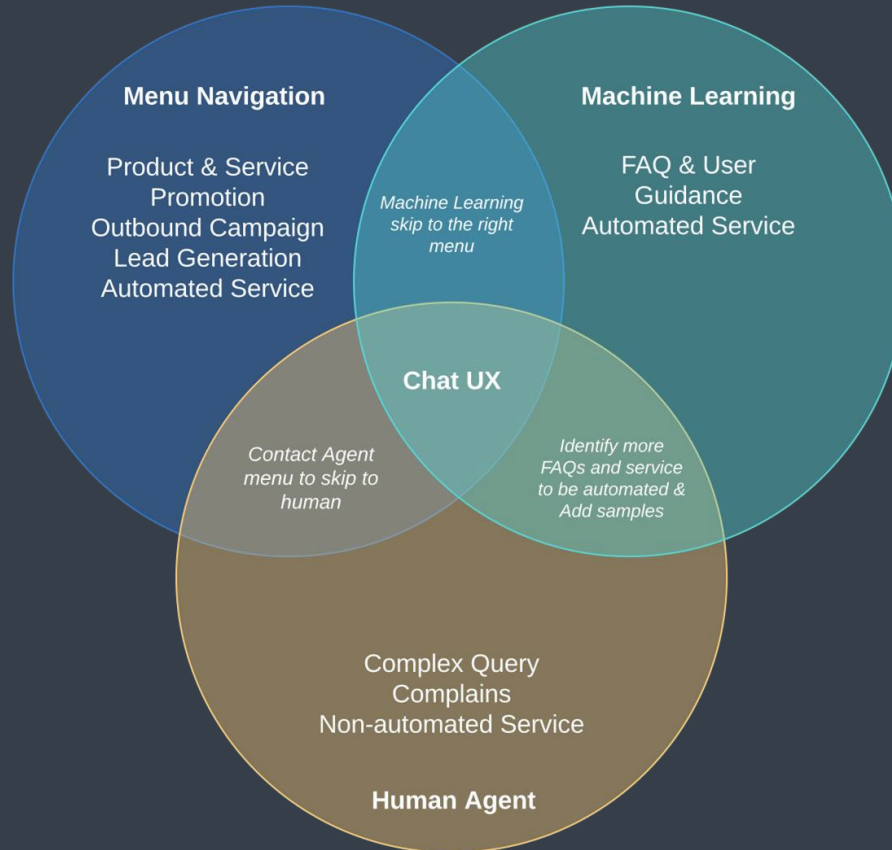 Menu Navigation
Product & Service
Promotion
Outbound Campaign
Lead Generation
Automated Service
Machine Learning
skip to the right
menu
Machine Learning
FAQ & User
Guidance
Automated Service
Chat UX
Contact Agent
menu to skip to
human
Identify more
FAQs and service
to be automated &
Add samples
Complex Query
Complains
Non-automated Service
Human Agent